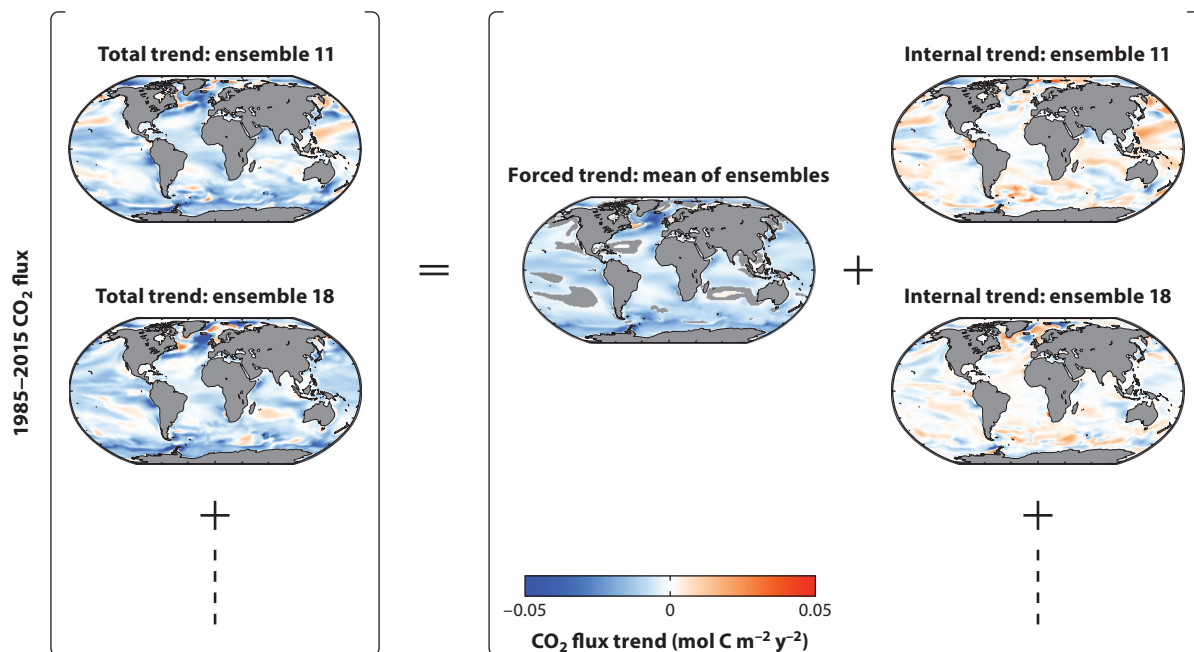 Total trend: ensemble 11
Internal trend: ensemble 11
Forced trend: mean of ensembles
1985–2015 CO₂ flux
=
+
Total trend: ensemble 18
Internal trend: ensemble 18
+
+
−0.05 0 0.05
CO₂ flux trend (mol C m⁻² y⁻²)